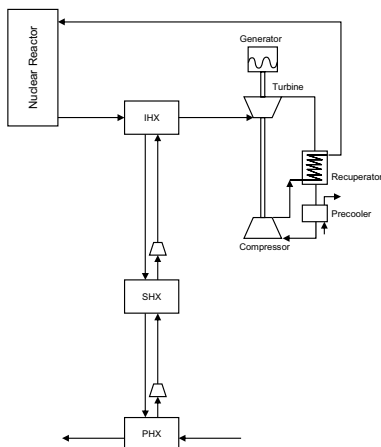 Generator
Nuclear Reactor
Turbine
IHX
Recuperator
Precooler
Compressor
SHX
PHX